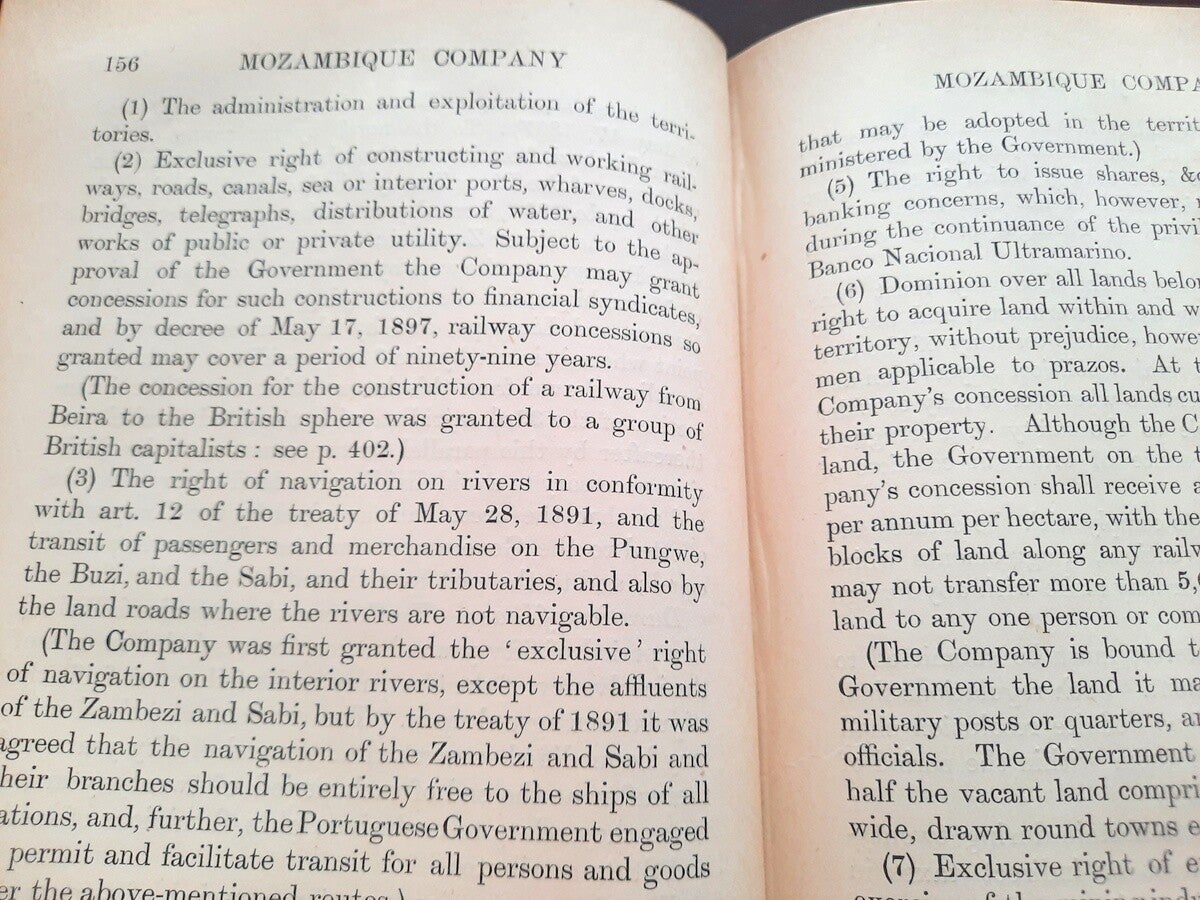 156 MOZAMBIQUE COMPANY
(1) The administration and exploitation of the terri-
tories.
(2) Exclusive right of constructing and working rail-
ways, roads, canals, sea or interior ports, wharves, docks,
bridges, telegraphs, distributions of water, and other
works of public or private utility. Subject to the ap-
proval of the Government the Company may grant
concessions for such constructions to financial syndicates,
and by decree of May 17, 1897, railway concessions so
granted may cover a period of ninety-nine years.
(The concession for the construction of a railway from
Beira to the British sphere was granted to a group of
British capitalists : see p. 402.)
(3) The right of navigation on rivers in conformity
with art. 12 of the treaty of May 28, 1891, and the
transit of passengers and merchandise on the Pungwe,
the Buzi, and the Sabi, and their tributaries, and also by
the land roads where the rivers are not navigable.
(The Company was first granted the ‘exclusive’ right
of navigation on the interior rivers, except the affluents
of the Zambezi and Sabi, but by the treaty of 1891 it was
agreed that the navigation of the Zambezi and Sabi and
heir branches should be entirely free to the ships of all
ations, and, further, the Portuguese Government engaged
permit and facilitate transit for all persons and goods
er the above-mentioned routes.)
MOZAMBIQUE COMPA
that may be adopted in the territ
ministered by the Government.)
(5) The right to issue shares, &c
banking concerns, which, however,
during the continuance of the privi
Banco Nacional Ultramarino.
(6) Dominion over all lands belo
right to acquire land within and w
territory, without prejudice, howe
men applicable to prazos. At t
Company's concession all lands cu
their property. Although the C
land, the Government on the t
pany's concession shall receive a
per annum per hectare, with the
blocks of land along any railw
may not transfer more than 5,
land to any one person or com
(The Company is bound t
Government the land it ma
military posts or quarters, a
officials. The Government
half the vacant land compri
wide, drawn round towns e
(7) Exclusive right of e